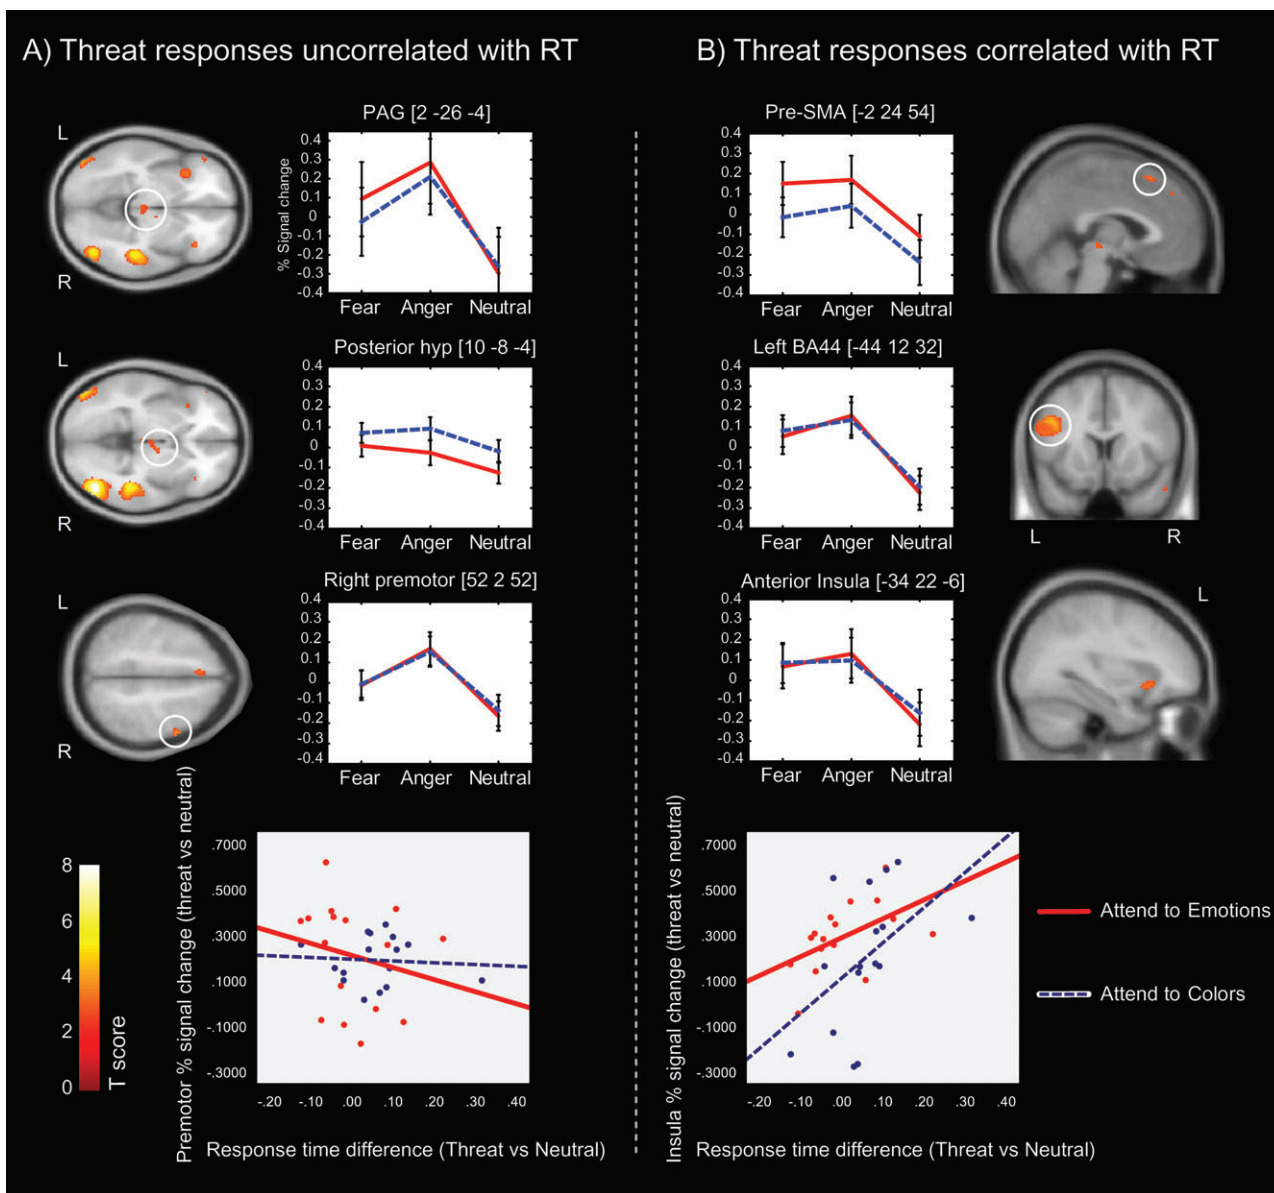 A) Threat responses uncorrelated with RT
L
R
PAG [2 -26 -4]
% Signal change
0.4
0.3
0.2
0.1
0
-0.1
-0.2
-0.3
-0.4
Fear Anger Neutral
L
R
Posterior hyp [10 -8 -4]
0.4
0.3
0.2
0.1
0
-0.1
-0.2
-0.3
-0.4
Fear Anger Neutral
L
R
Right premotor [52 2 52]
0.4
0.3
0.2
0.1
0
-0.1
-0.2
-0.3
-0.4
Fear Anger Neutral
8
6
4
2
0
T score
Premotor % signal change (threat vs neutral)
.7000
.5000
.3000
.1000
-.1000
-.3000
-.20 -.10 .00 .10 .20 .30 .40
Response time difference (Threat vs Neutral)
B) Threat responses correlated with RT
Pre-SMA [-2 24 54]
0.4
0.3
0.2
0.1
0
-0.1
-0.2
-0.3
-0.4
Fear Anger Neutral
Left BA44 [-44 12 32]
0.4
0.3
0.2
0.1
0
-0.1
-0.2
-0.3
-0.4
Fear Anger Neutral
L R
Anterior Insula [-34 22 -6]
0.4
0.3
0.2
0.1
0
-0.1
-0.2
-0.3
-0.4
Fear Anger Neutral
L
Insula % signal change (threat vs neutral)
.7000
.5000
.3000
.1000
-.1000
-.3000
-.20 -.10 .00 .10 .20 .30 .40
Response time difference (Threat vs Neutral)
Attend to Emotions
Attend to Colors